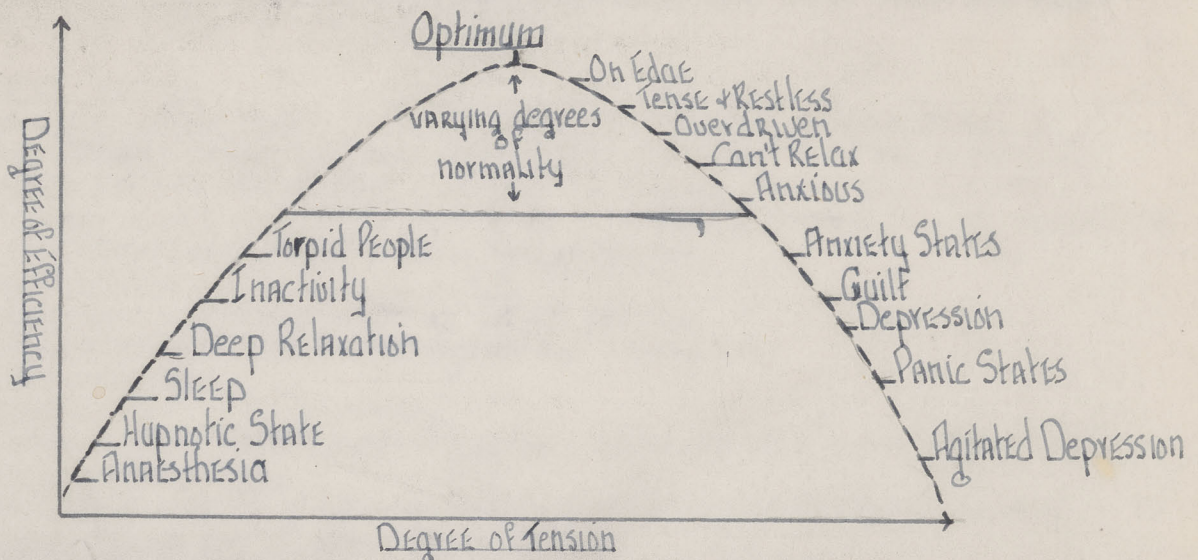 Optimum
On Edge
Tense & Restless
Overdriven
Can't Relax
Anxious
varying degrees
of
normality
Torpid People
Inactivity
Deep Relaxation
Sleep
Hypnotic State
Anaesthesia
Anxiety States
Guilt
Depression
Panic States
Agitated Depression
Degree of Efficiency
Degree of Tension